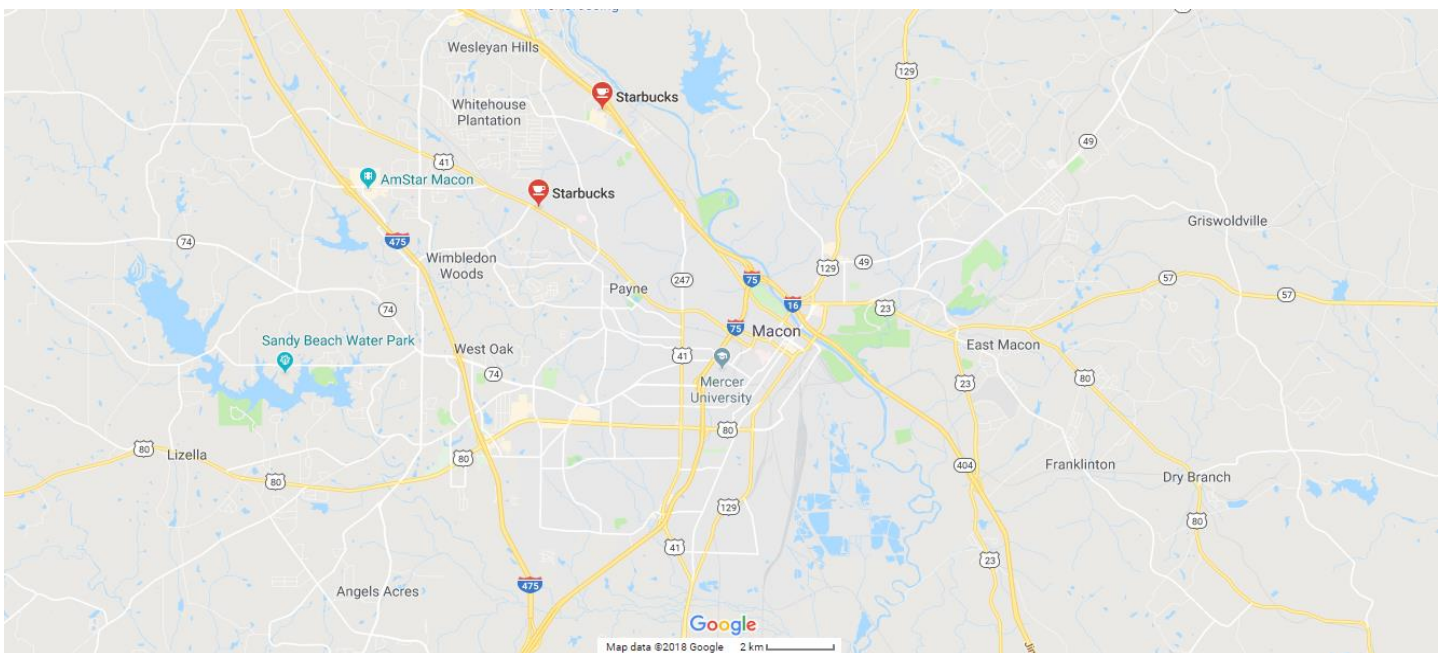 Wesleyan Hills
129
Starbucks
Whitehouse
Plantation
49
41
AmStar Macon
Starbucks
Griswoldville
74
475
Wimbledon
Woods
49
129
57
247
75
Payne
57
16
23
74
75
Macon
Sandy Beach Water Park
East Macon
West Oak
41
74
Mercer
University
23
80
80
80
Lizella
80
404
Franklinton
Dry Branch
80
129
80
41
23
475
Angels Acres
Google
Map data ©2018 Google 2 km